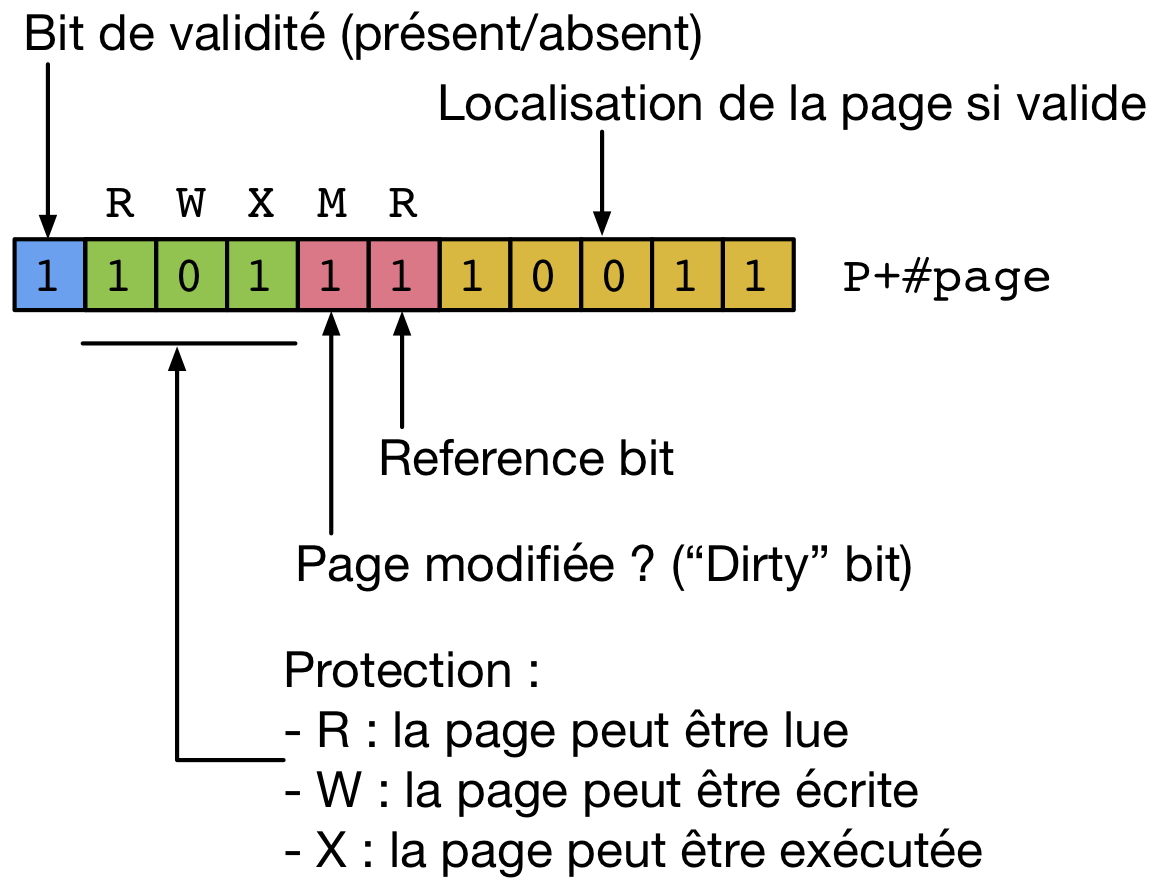 Bit de validité (présent/absent)
Localisation de la page si valide
R W X M R
1 1 0 1 1 1 1 0 0 1 1 P+#page
Reference bit
Page modifiée ? (“Dirty” bit)
Protection :
- R : la page peut être lue
- W : la page peut être écrite
- X : la page peut être exécutée